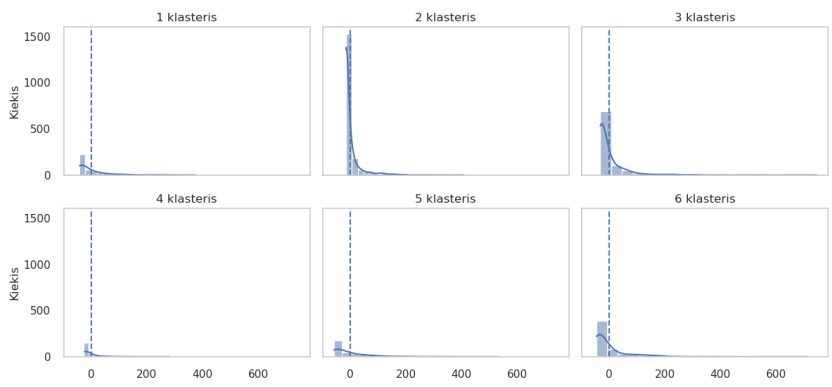 1 klasteris
2 klasteris
3 klasteris
1500
1000
500
0
Kiekis
4 klasteris
5 klasteris
6 klasteris
1500
1000
500
0
Kiekis
0 200 400 600
0 200 400 600
0 200 400 600